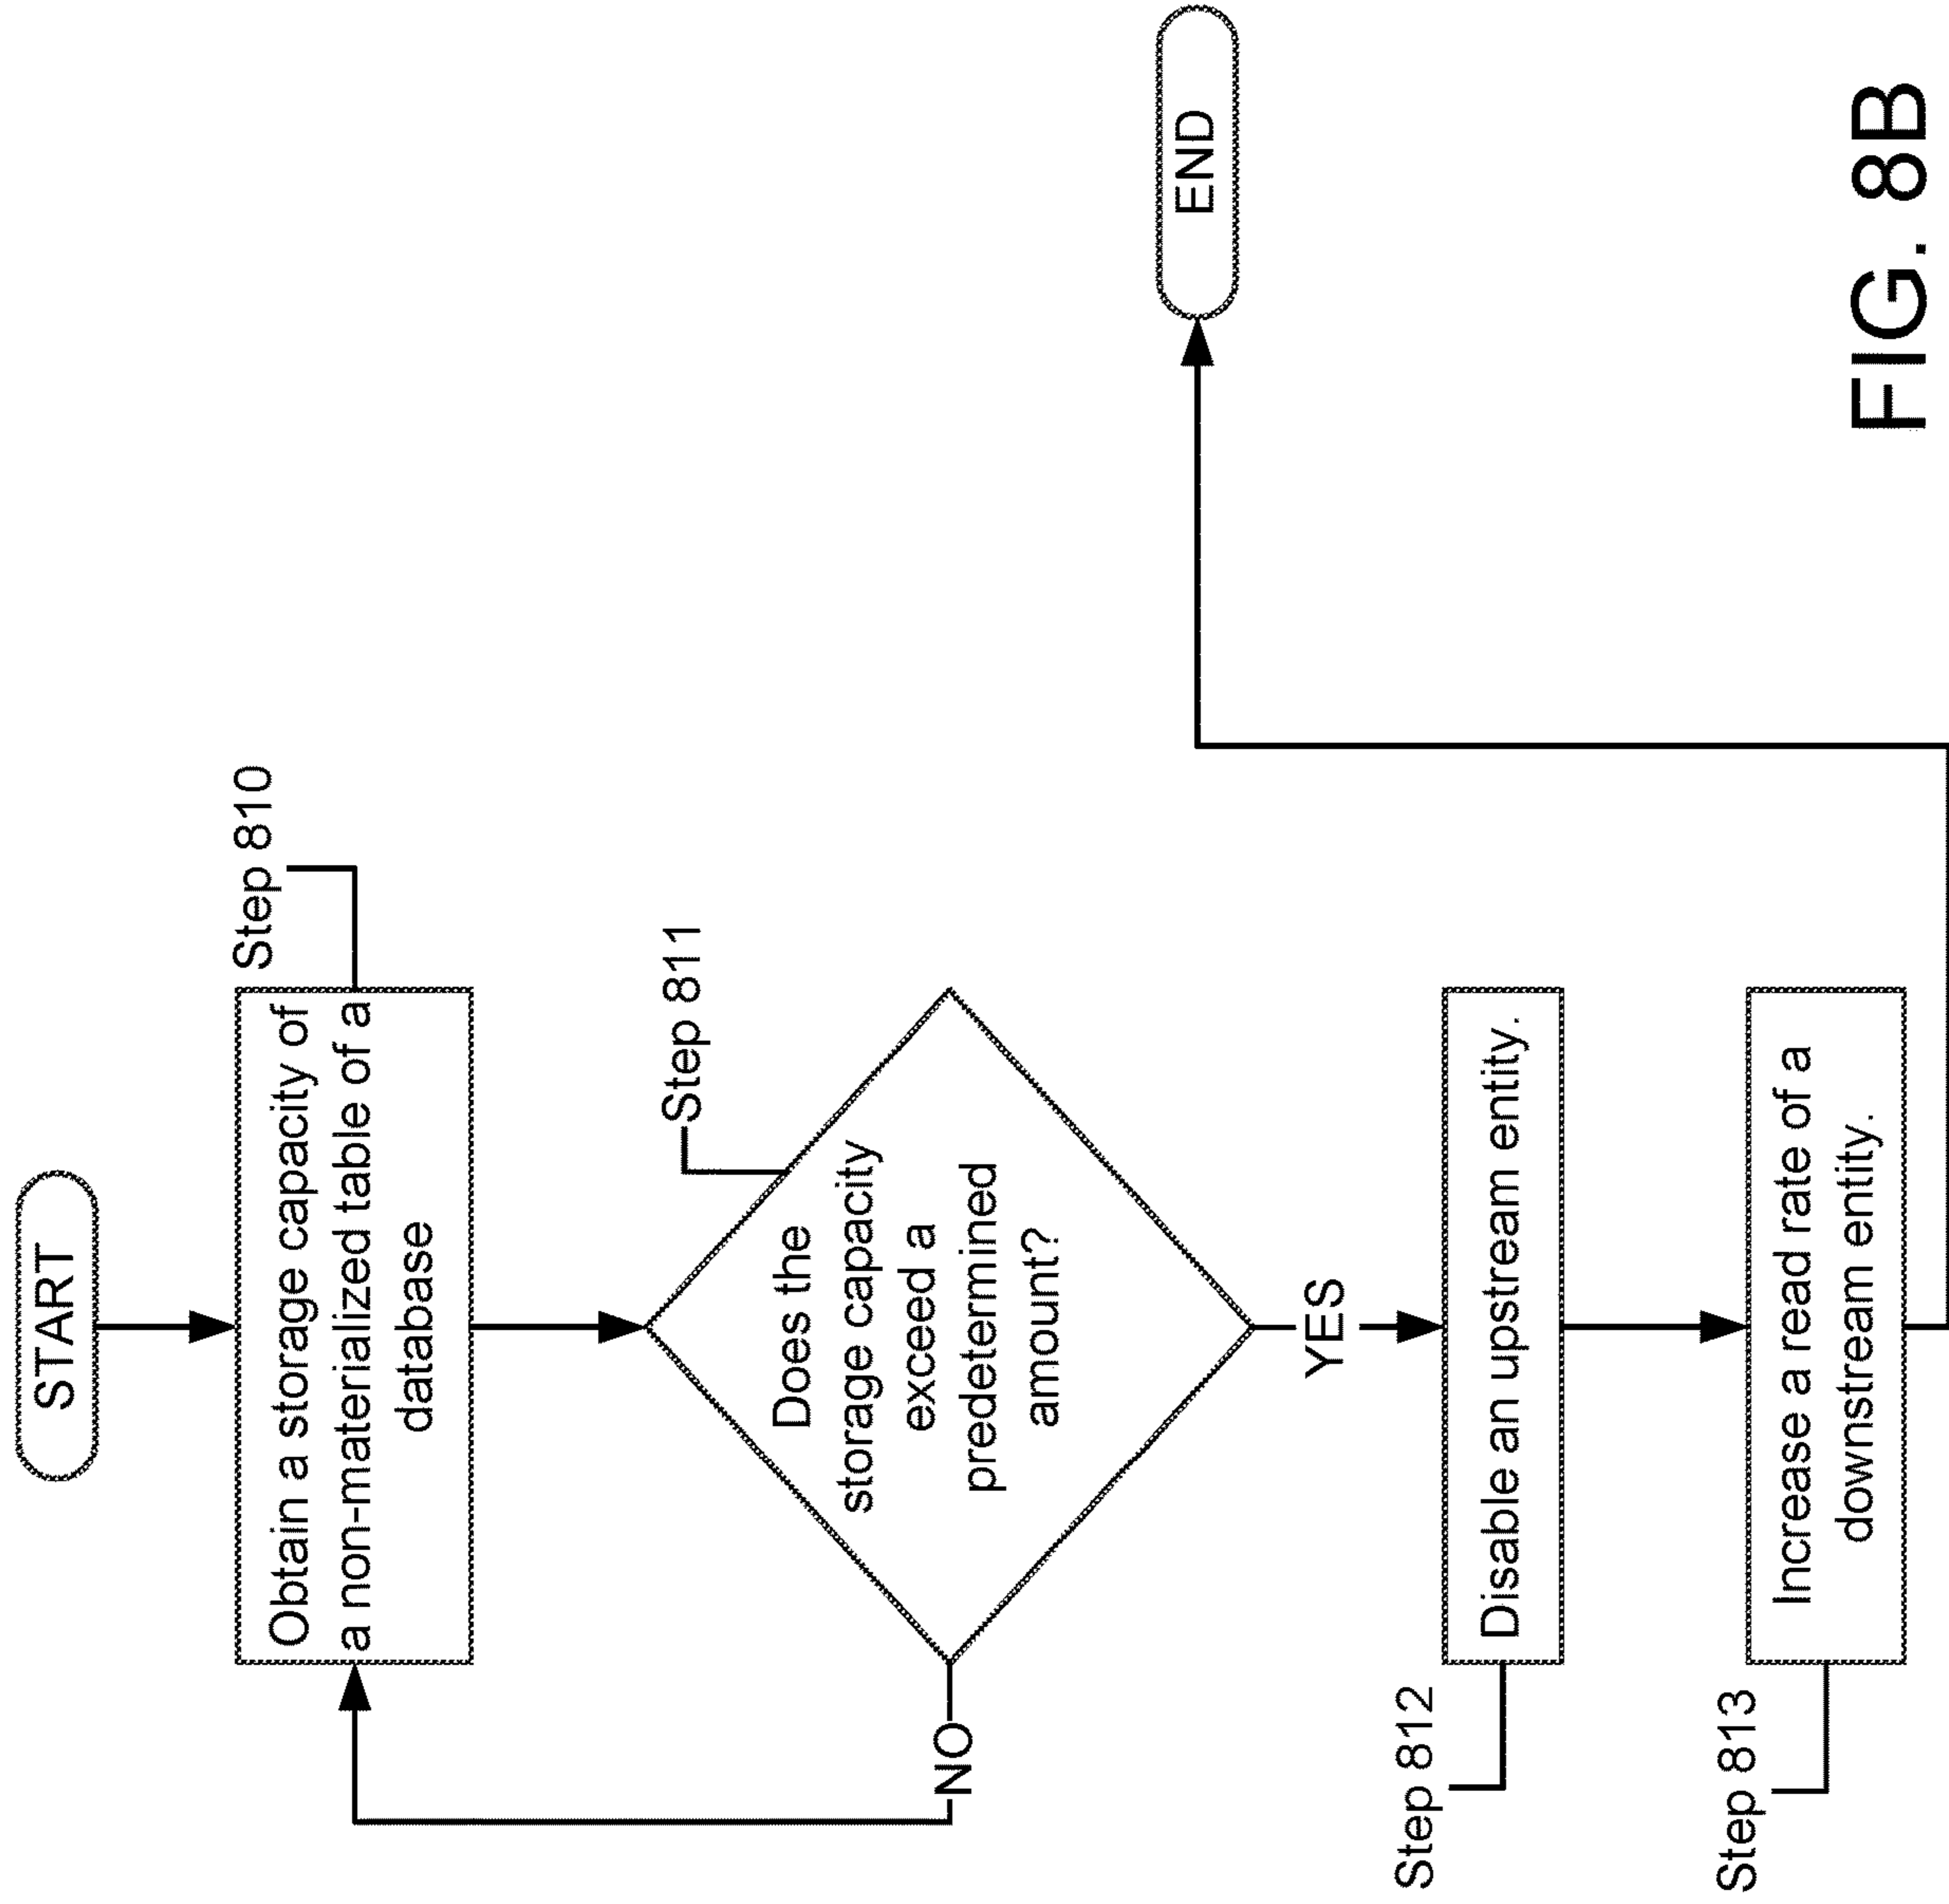 START
Step 810
Obtain a storage capacity of
a non-materialized table of a
database
Step 811
Does the
storage capacity
exceed a
predetermined
amount?
NO
YES
Step 812
Disable an upstream entity.
Step 813
Increase a read rate of a
downstream entity.
END
FIG. 8B